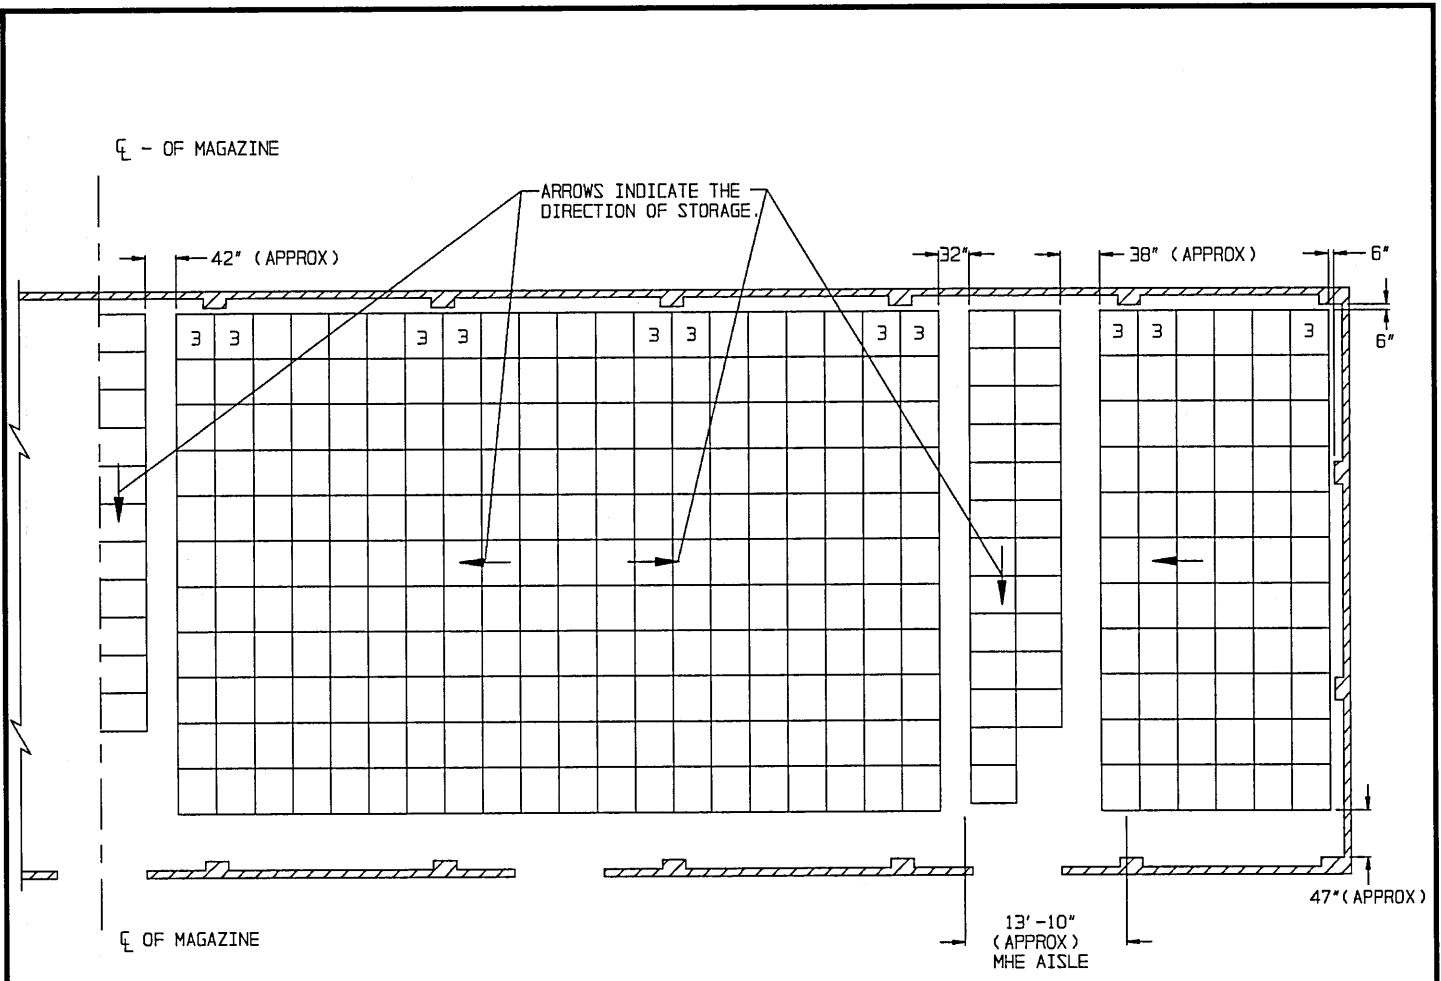 ℄ - OF MAGAZINE
ARROWS INDICATE THE
DIRECTION OF STORAGE.
42" (APPROX)
32"
38" (APPROX)
6"
6"
3 3 3 3 3 3 3 3 3 3 3
47"(APPROX)
13'-10"
(APPROX)
MHE AISLE
℄ OF MAGAZINE